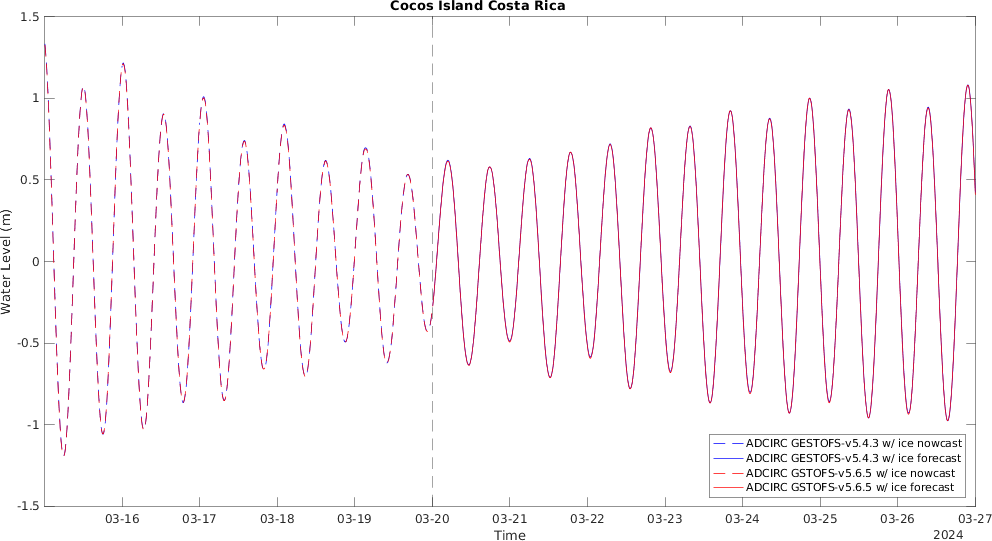 Cocos Island Costa Rica
1.5
1
0.5
0
-0.5
-1
-1.5
Water Level (m)
ADCIRC GESTOFS-v5.4.3 w/ ice nowcast
ADCIRC GESTOFS-v5.4.3 w/ ice forecast
ADCIRC GSTOFS-v5.6.5 w/ ice nowcast
ADCIRC GSTOFS-v5.6.5 w/ ice forecast
03-16 03-17 03-18 03-19 03-20 03-21 03-22 03-23 03-24 03-25 03-26 03-27
Time
2024